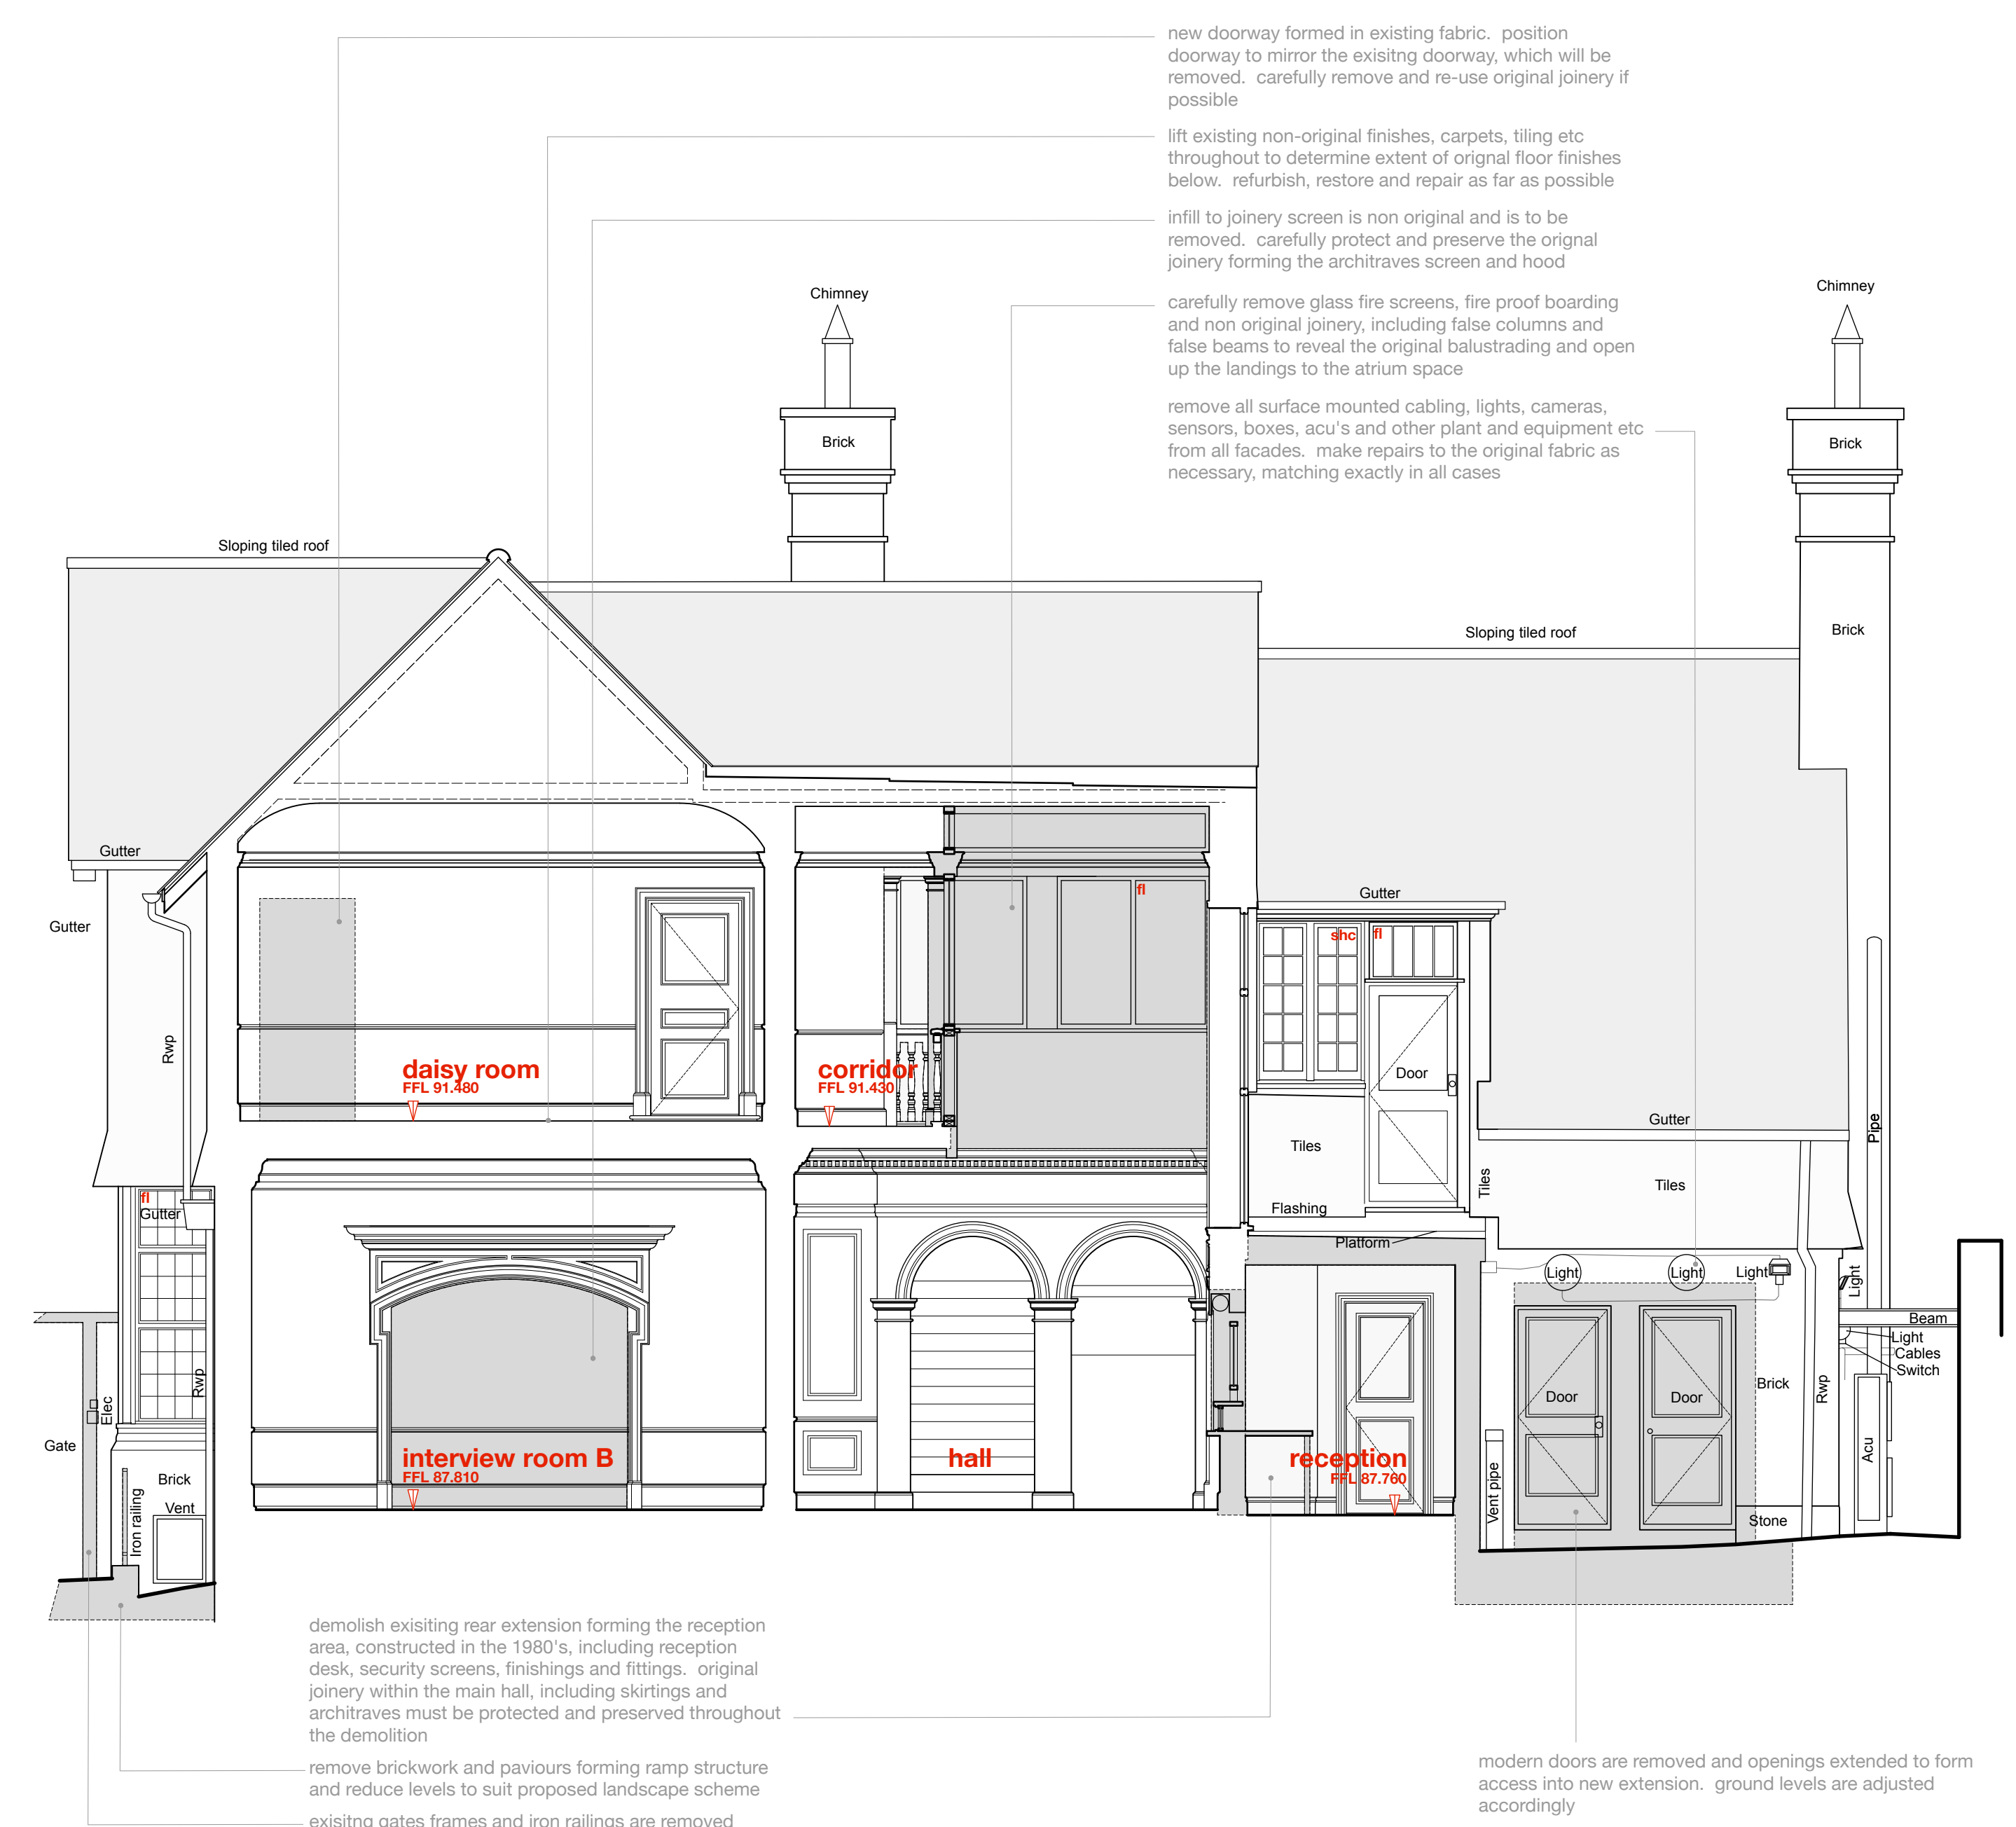 new doorway formed in existing fabric.  position
doorway to mirror the exisitng doorway, which will be
removed.  carefully remove and re-use original joinery if
possible
lift existing non-original finishes, carpets, tiling etc
throughout to determine extent of orignal floor finishes
below.  refurbish, restore and repair as far as possible
infill to joinery screen is non original and is to be
removed.  carefully protect and preserve the orignal
joinery forming the architraves screen and hood
carefully remove glass fire screens, fire proof boarding
and non original joinery, including false columns and
false beams to reveal the original balustrading and open
up the landings to the atrium space
remove all surface mounted cabling, lights, cameras,
sensors, boxes, acu's and other plant and equipment etc
from all facades.  make repairs to the original fabric as
necessary, matching exactly in all cases
Chimney
Chimney
Brick
Brick
Sloping tiled roof
Sloping tiled roof
Brick
Gutter
Gutter
Gutter
fl
shc
fl
Rwp
daisy room
FFL 91.480
corridor
FFL 91.430
Door
Gutter
Pipe
Tiles
Tiles
Tiles
fl
Gutter
Flashing
Platform
Light
Light
Light
Light
Beam
Light
Cables
Switch
Rwp
Elec
Door
Door
Brick
Rwp
Gate
interview room B
FFL 87.810
hall
reception
FFL 87.760
Acu
Brick
Vent
Iron railing
Vent pipe
Stone
demolish exisiting rear extension forming the reception
area, constructed in the 1980's, including reception
desk, security screens, finishings and fittings.  original
joinery within the main hall, including skirtings and
architraves must be protected and preserved throughout
the demolition
remove brickwork and paviours forming ramp structure
and reduce levels to suit proposed landscape scheme
exisitng gates frames and iron railings are removed
modern doors are removed and openings extended to form
access into new extension.  ground levels are adjusted
accordingly